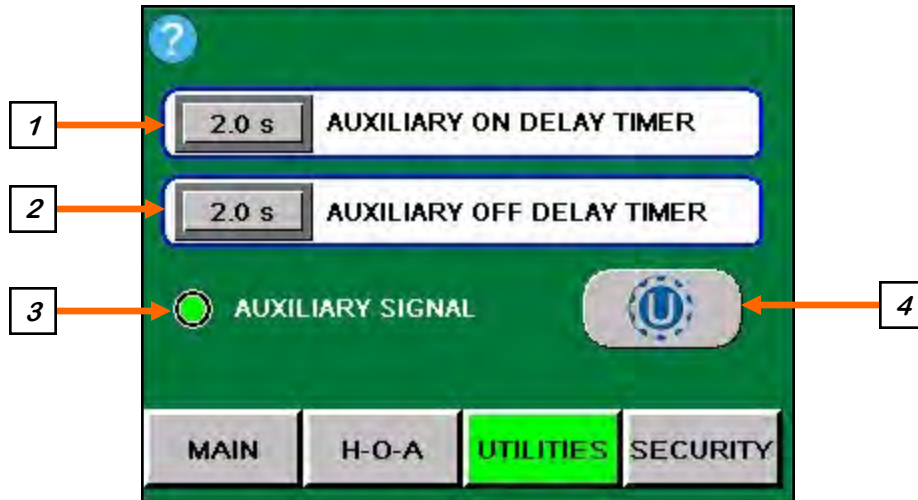 ?
1
2.0 s AUXILIARY ON DELAY TIMER
2
2.0 s AUXILIARY OFF DELAY TIMER
3
AUXILIARY SIGNAL
U
4
MAIN H-O-A UTILITIES SECURITY